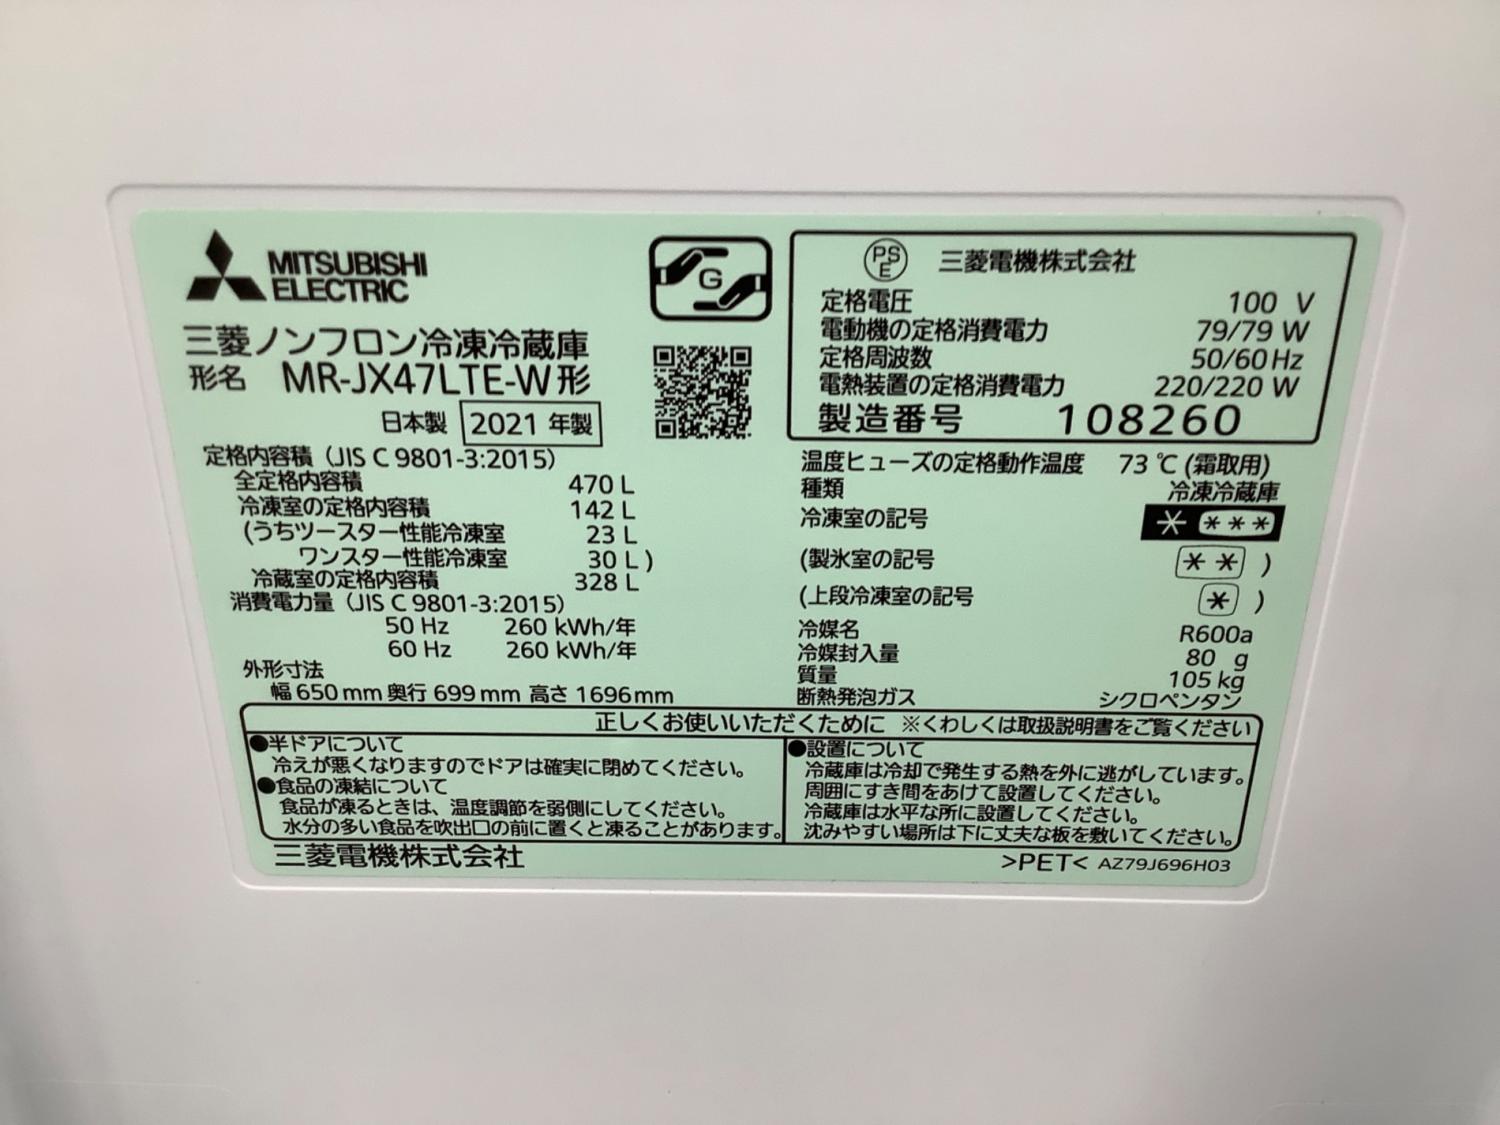 MITSUBISHI
ELECTRIC
三菱ノンフロン冷凍冷蔵庫
形名 MR-JX47LTE-W形
日本製 2021 年製
定格内容積（JIS C 9801-3:2015）
全定格内容積 470 L
冷凍室の定格内容積 142 L
(うちツースター性能冷凍室 23 L
ワンスター性能冷凍室 30 L )
冷蔵室の定格内容積 328 L
消費電力量（JIS C 9801-3:2015）
50 Hz 260 kWh/年
60 Hz 260 kWh/年
外形寸法
幅 650 mm 奥行 699 mm 高さ 1696 mm
G
PS
E
三菱電機株式会社
定格電圧 100 V
電動機の定格消費電力 79/79 W
定格周波数 50/60 Hz
電熱装置の定格消費電力 220/220 W
製造番号 108260
温度ヒューズの定格動作温度 73 ℃ (霜取用)
種類 冷凍冷蔵庫
冷凍室の記号 * ***
(製氷室の記号 ** )
(上段冷凍室の記号 * )
冷媒名 R600a
冷媒封入量 80 g
質量 105 kg
断熱発泡ガス シクロペンタン
正しくお使いいただくために ※くわしくは取扱説明書をご覧ください
●半ドアについて
冷えが悪くなりますのでドアは確実に閉めてください。
●食品の凍結について
食品が凍るときは、温度調節を弱側にしてください。
水分の多い食品を吹出口の前に置くと凍ることがあります。
●設置について
冷蔵庫は冷却で発生する熱を外に逃がしています。
周囲にすき間をあけて設置してください。
冷蔵庫は水平な所に設置してください。
沈みやすい場所は下に丈夫な板を敷いてください。
三菱電機株式会社
>PET< AZ79J696H03